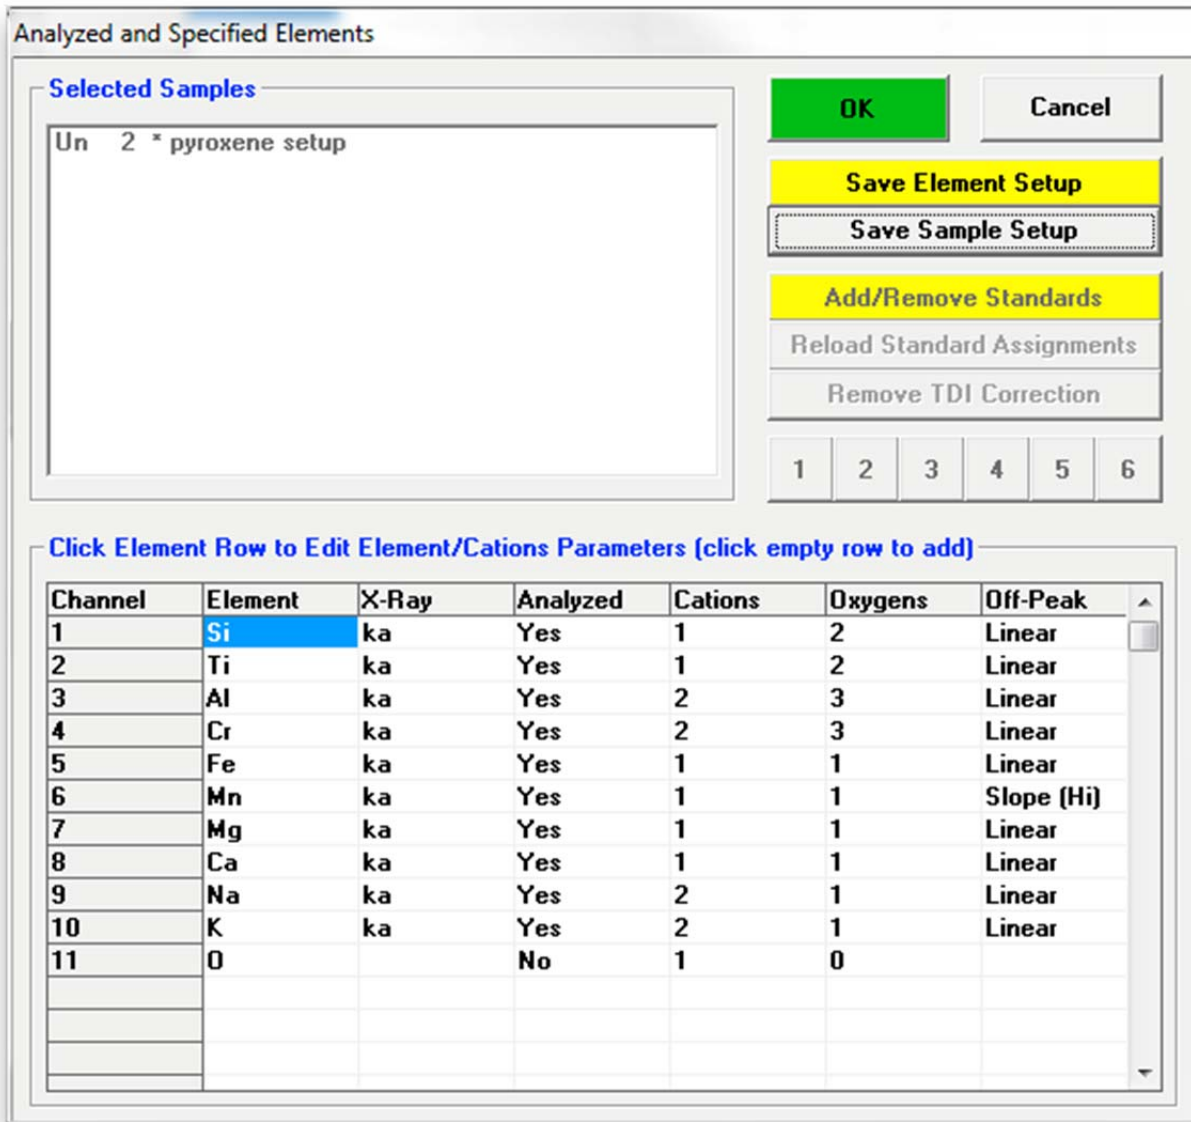 Analyzed and Specified Elements
Selected Samples
Un 2 * pyroxene setup
OK Cancel
Save Element Setup
Save Sample Setup
Add/Remove Standards
Reload Standard Assignments
Remove TDI Correction
1 2 3 4 5 6
Click Element Row to Edit Element/Cations Parameters (click empty row to add)
Channel Element X-Ray Analyzed Cations Oxygens Off-Peak
1 Si ka Yes 1 2 Linear
2 Ti ka Yes 1 2 Linear
3 Al ka Yes 2 3 Linear
4 Cr ka Yes 2 3 Linear
5 Fe ka Yes 1 1 Linear
6 Mn ka Yes 1 1 Slope (Hi)
7 Mg ka Yes 1 1 Linear
8 Ca ka Yes 1 1 Linear
9 Na ka Yes 2 1 Linear
10 K ka Yes 2 1 Linear
11 O No 1 0